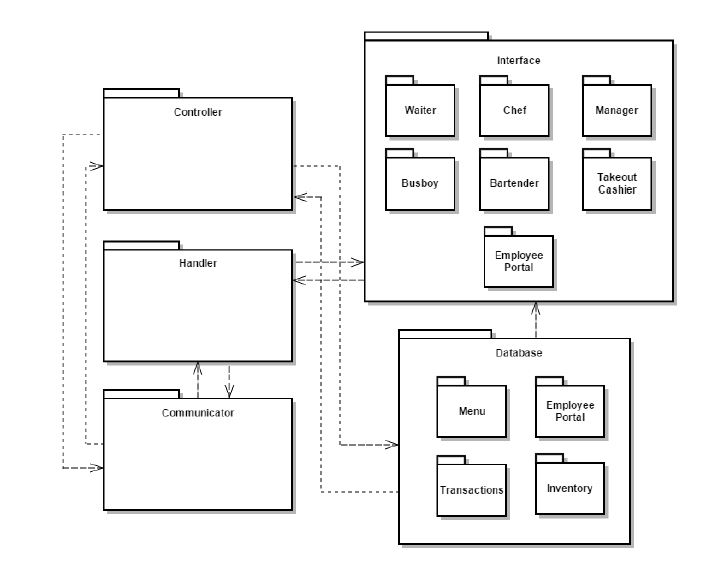 Interface
Waiter
Chef
Manager
Busboy
Bartender
Takeout
Cashier
Employee
Portal
Controller
Handler
Communicator
Database
Menu
Employee
Portal
Transactions
Inventory